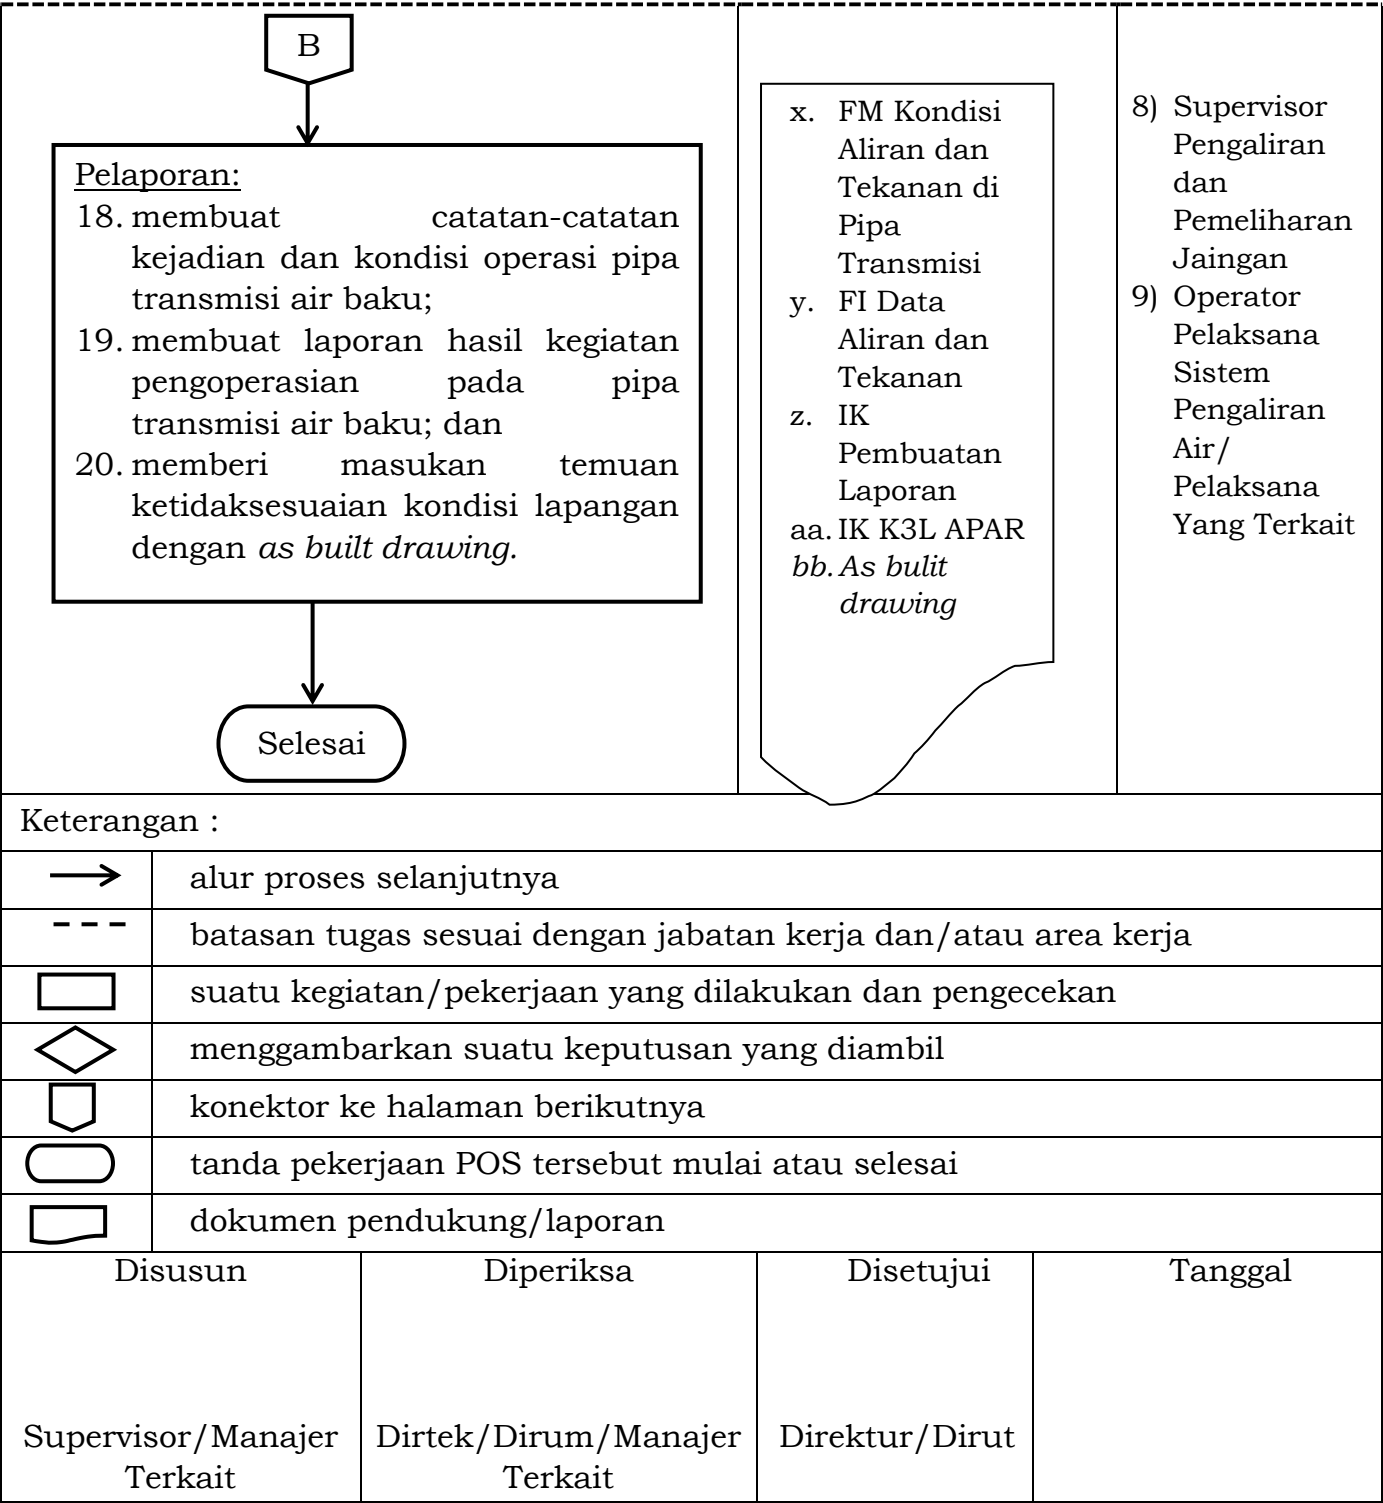 B
Pelaporan:
18. membuat catatan-catatan
kejadian dan kondisi operasi pipa
transmisi air baku;
19. membuat laporan hasil kegiatan
pengoperasian pada pipa
transmisi air baku; dan
20. memberi masukan temuan
ketidaksesuaian kondisi lapangan
dengan as built drawing.
Selesai
x. FM Kondisi
Aliran dan
Tekanan di
Pipa
Transmisi
y. FI Data
Aliran dan
Tekanan
z. IK
Pembuatan
Laporan
aa. IK K3L APAR
bb. As bulit
drawing
8) Supervisor
Pengaliran
dan
Pemeliharan
Jaingan
9) Operator
Pelaksana
Sistem
Pengaliran
Air/
Pelaksana
Yang Terkait
Keterangan :
alur proses selanjutnya
batasan tugas sesuai dengan jabatan kerja dan/atau area kerja
suatu kegiatan/pekerjaan yang dilakukan dan pengecekan
menggambarkan suatu keputusan yang diambil
konektor ke halaman berikutnya
tanda pekerjaan POS tersebut mulai atau selesai
dokumen pendukung/laporan
Disusun
Supervisor/Manajer
Terkait
Diperiksa
Dirtek/Dirum/Manajer
Terkait
Disetujui
Direktur/Dirut
Tanggal